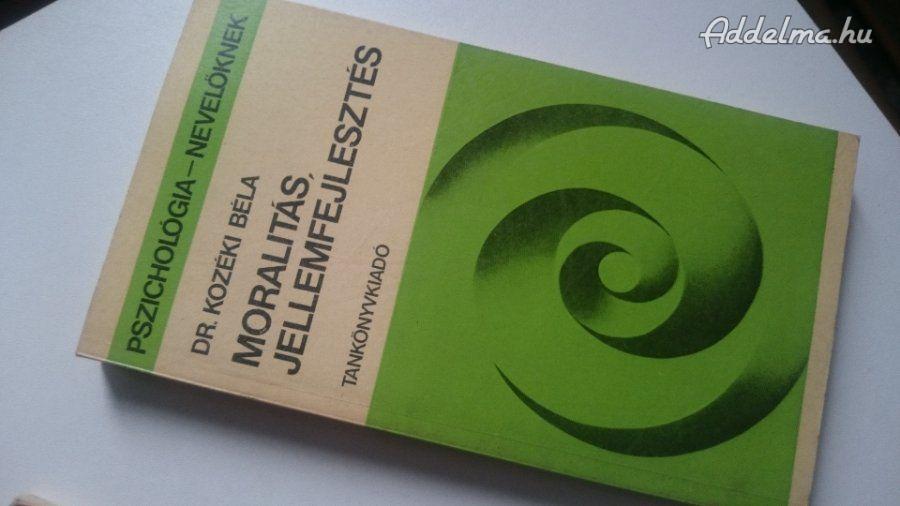 Addelma.hu
PSZICHOLÓGIA—NEVELŐKNEK
DR. KOZÉKI BÉLA
MORALITÁS,
JELLEMFEJLESZTÉS
TANKÖNYVKIADÓ